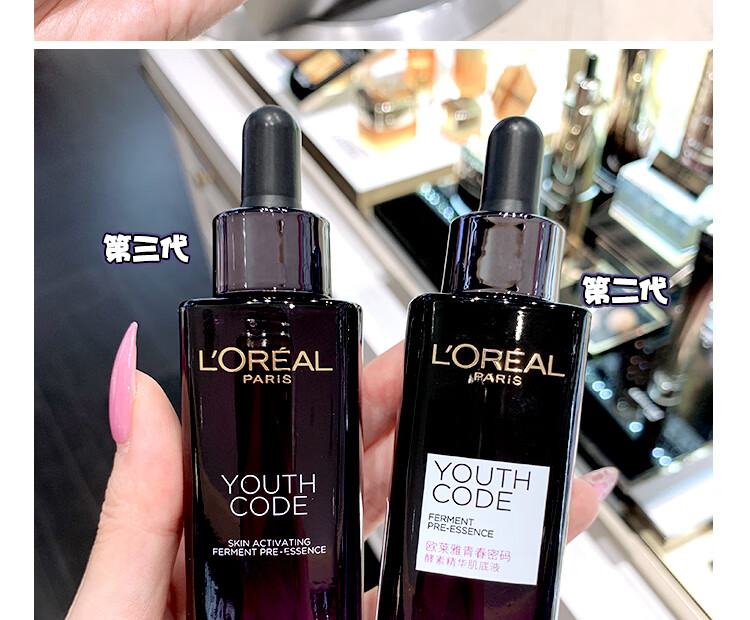 第三代
L'ORÉAL
PARIS
YOUTH
CODE
SKIN ACTIVATING
FERMENT PRE-ESSENCE
第二代
L'ORÉAL
PARIS
YOUTH
CODE
FERMENT
PRE-ESSENCE
欧莱雅青春密码
酵素精华肌底液